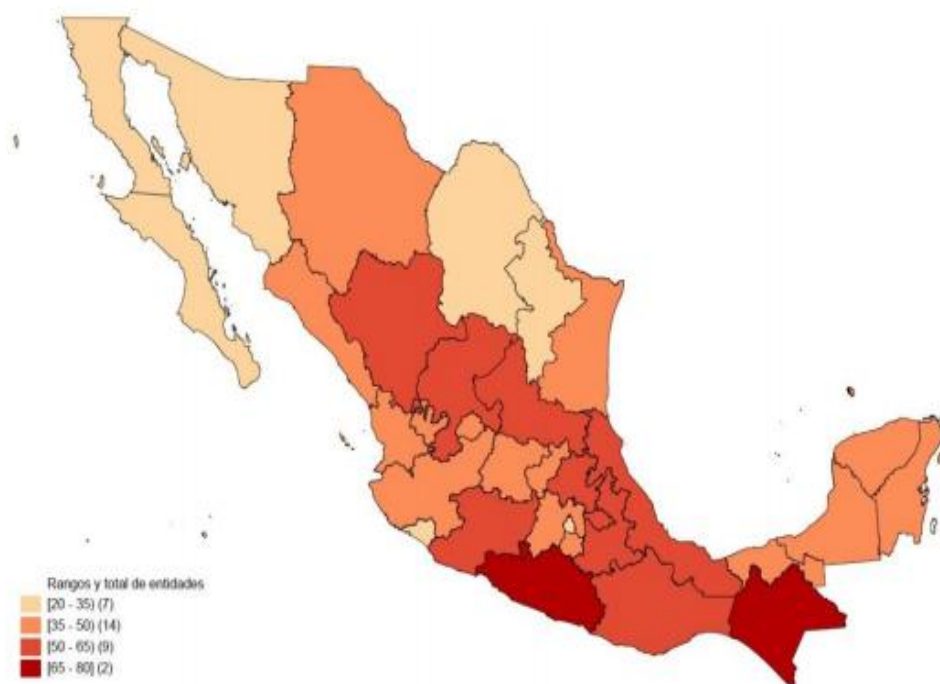 Rangos y total de entidades
[20 - 35) (7)
[35 - 50) (14)
[50 - 65) (9)
[65 - 80] (2)